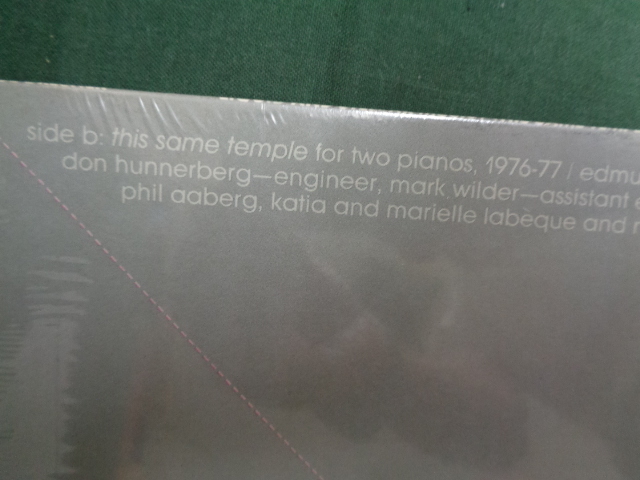 side b: this same temple for two pianos, 1976-77 / edmu
don hunnerberg—engineer, mark wilder—assistant e
phil aaberg, katia and marielle labeque and